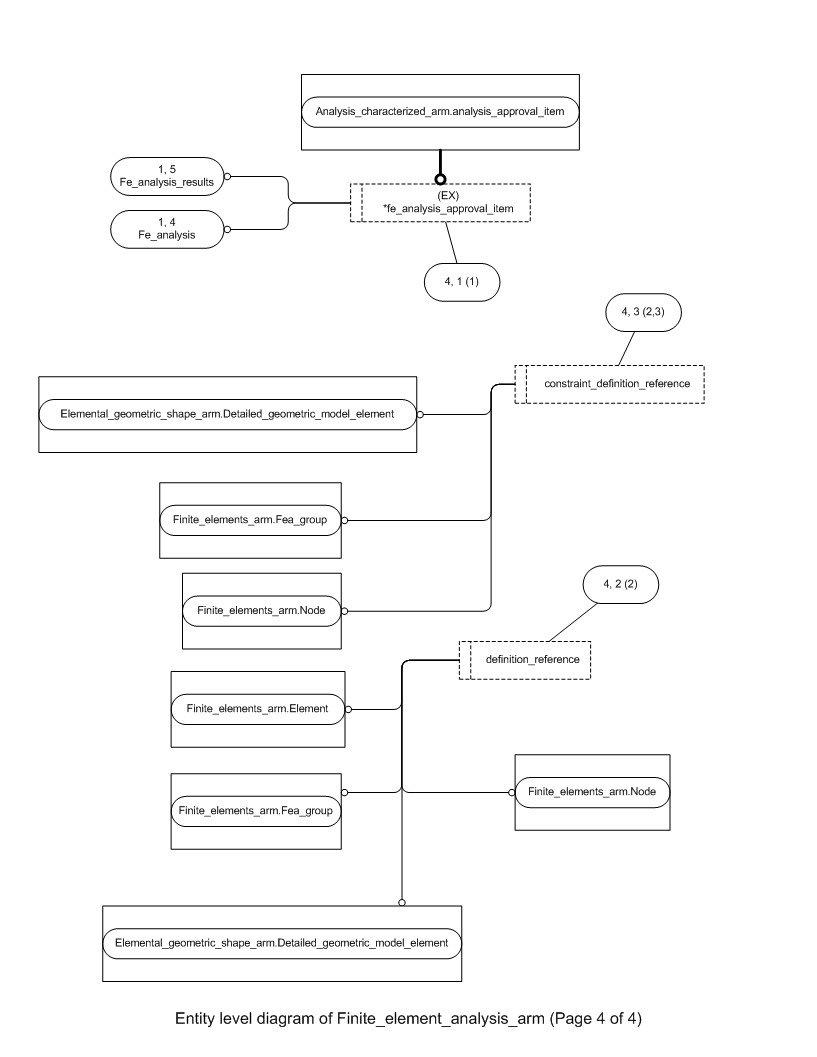 Analysis_characterized_arm.analysis_approval_item
1, 5
Fe_analysis_results
(EX)
*fe_analysis_approval_item
1, 4
Fe_analysis
4, 1 (1)
4, 3 (2,3)
constraint_definition_reference
Elemental_geometric_shape_arm.Detailed_geometric_model_element
Finite_elements_arm.Fea_group
4, 2 (2)
Finite_elements_arm.Node
definition_reference
Finite_elements_arm.Element
Finite_elements_arm.Node
Finite_elements_arm.Fea_group
Elemental_geometric_shape_arm.Detailed_geometric_model_element
Entity level diagram of Finite_element_analysis_arm (Page 4 of 4)